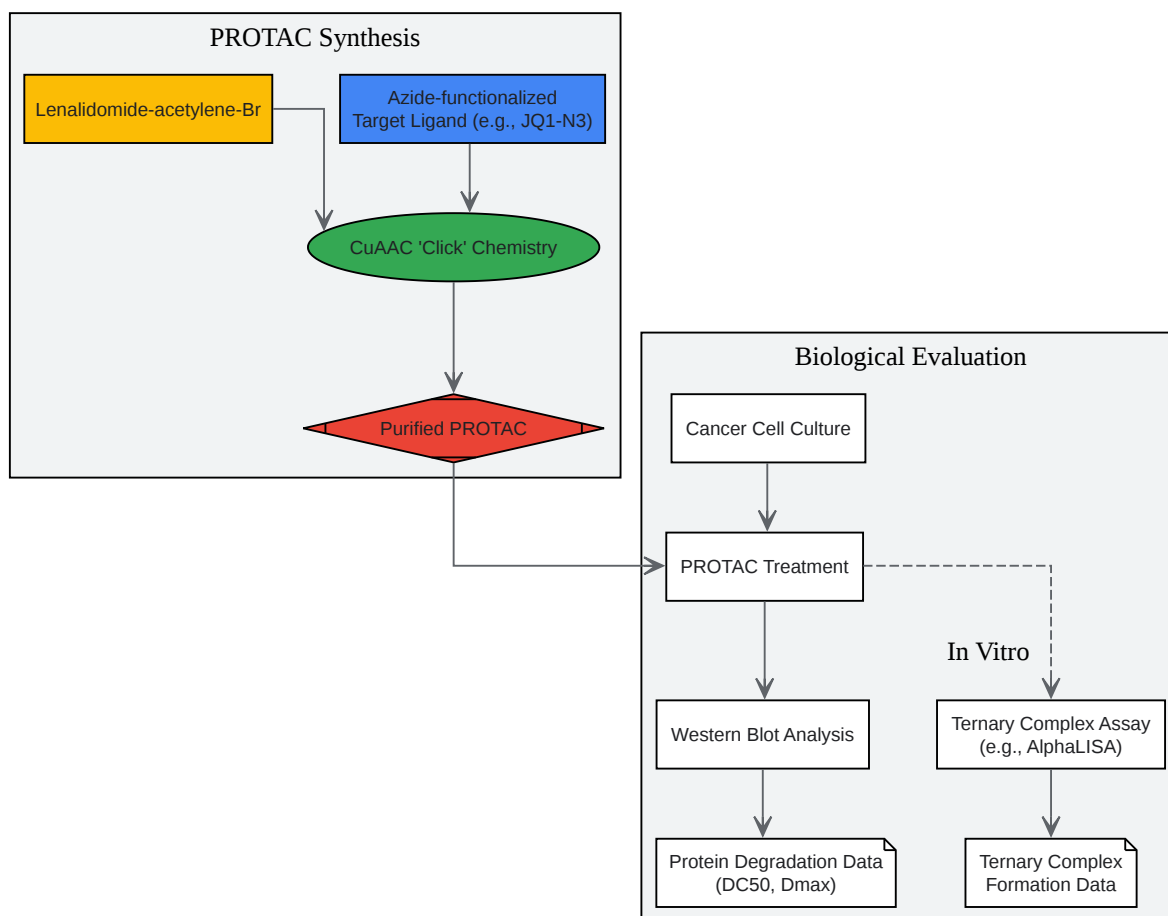 PROTAC Synthesis
Lenalidomide-acetylene-Br
Azide-functionalized
Target Ligand (e.g., JQ1-N3)
CuAAC 'Click' Chemistry
Purified PROTAC
Biological Evaluation
Cancer Cell Culture
PROTAC Treatment
In Vitro
Western Blot Analysis
Ternary Complex Assay
(e.g., AlphaLISA)
Protein Degradation Data
(DC50, Dmax)
Ternary Complex
Formation Data